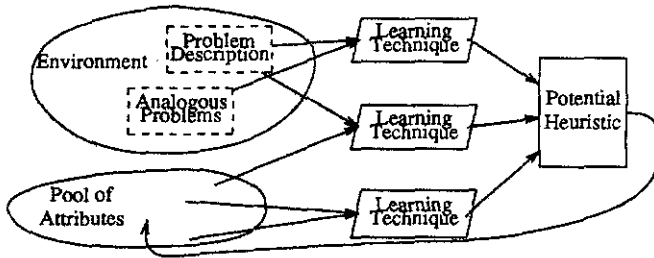 Problem
Description
Environment
Analogous
Problems
Learning
Technique
Learning
Technique
Potential
Heuristic
Pool of
Attributes
Learning
Technique